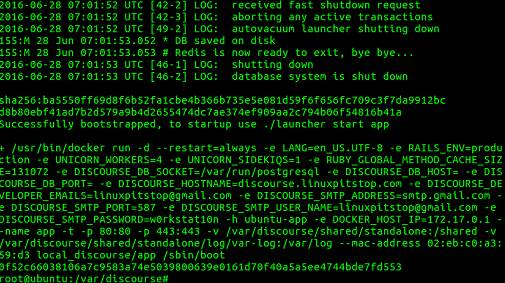 2016-06-28 07:01:52 UTC [42-2] LOG:  received fast shutdown request
2016-06-28 07:01:52 UTC [42-3] LOG:  aborting any active transactions
2016-06-28 07:01:52 UTC [49-2] LOG:  autovacuum launcher shutting down
155:M 28 Jun 07:01:53.052 * DB saved on disk
155:M 28 Jun 07:01:53.053 # Redis is now ready to exit, bye bye...
2016-06-28 07:01:53 UTC [46-1] LOG:  shutting down
2016-06-28 07:01:53 UTC [46-2] LOG:  database system is shut down
sha256:ba5550ff69d8f6b52fa1cbe4b366b735e5e081d59f6f656fc709c3f7da9912bc
d8b80ebf41ad7b2d579a9b4d2655474dc7ae374ef909aa2c794b06f54816b41a
Successfully bootstrapped, to startup use ./launcher start app
+ /usr/bin/docker run -d --restart=always -e LANG=en_US.UTF-8 -e RAILS_ENV=produ
ction -e UNICORN_WORKERS=4 -e UNICORN_SIDEKIQS=1 -e RUBY_GLOBAL_METHOD_CACHE_SIZ
E=131072 -e DISCOURSE_DB_SOCKET=/var/run/postgresql -e DISCOURSE_DB_HOST= -e DIS
COURSE_DB_PORT= -e DISCOURSE_HOSTNAME=discourse.linuxpitstop.com -e DISCOURSE_DE
VELOPER_EMAILS=linuxpitstop@gmail.com -e DISCOURSE_SMTP_ADDRESS=smtp.gmail.com -
e DISCOURSE_SMTP_PORT=587 -e DISCOURSE_SMTP_USER_NAME=linuxpitstop@gmail.com -e
DISCOURSE_SMTP_PASSWORD=w0rkstat10n -h ubuntu-app -e DOCKER_HOST_IP=172.17.0.1 -
-name app -t -p 80:80 -p 443:443 -v /var/discourse/shared/standalone:/shared -v
/var/discourse/shared/standalone/log/var-log:/var/log --mac-address 02:eb:c0:a3:
59:d3 local_discourse/app /sbin/boot
0f52c66038106a7c9583a74e5039800639e0161d70f40a5a5ee4744bde7fd553
root@ubuntu:/var/discourse#